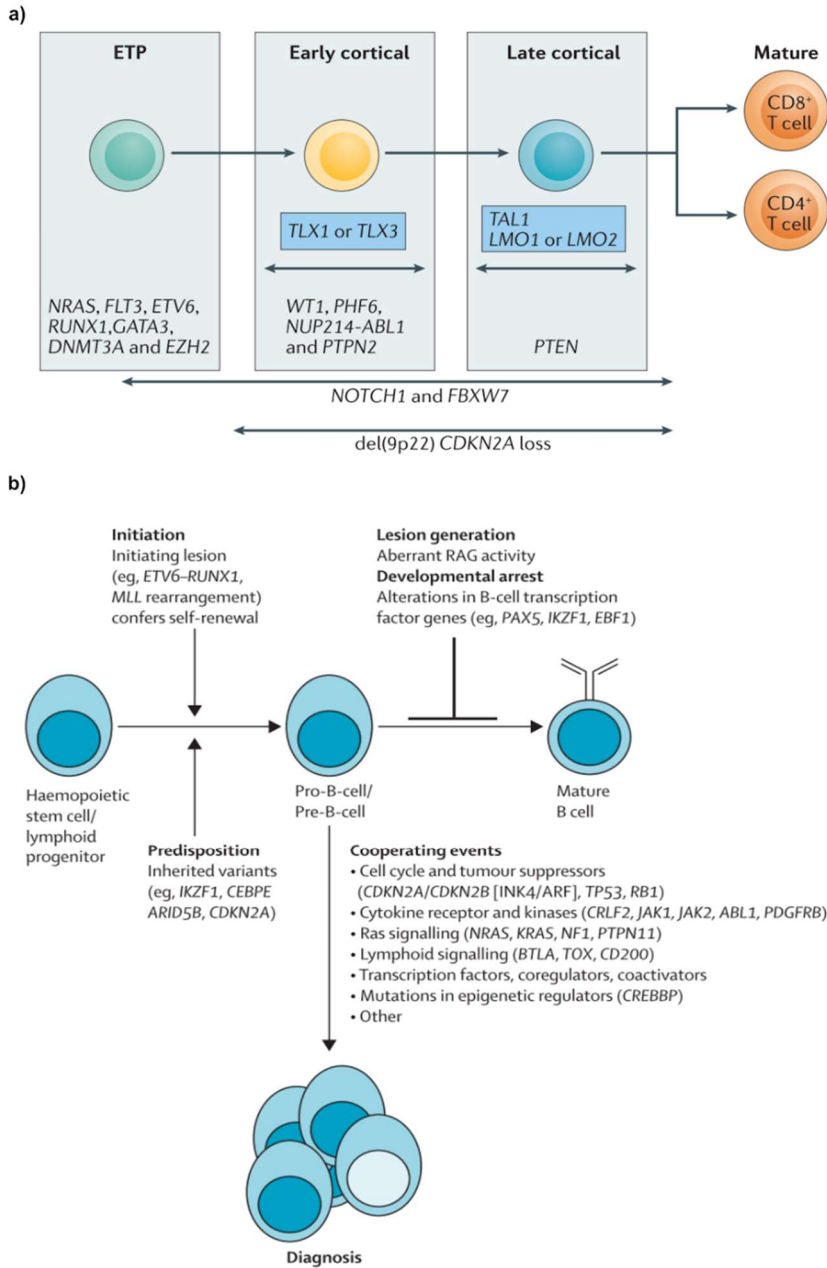 a)
ETP
Early cortical
Late cortical
Mature
CD8⁺
T cell
CD4⁺
T cell
TLX1 or TLX3
TAL1
LMO1 or LMO2
NRAS, FLT3, ETV6,
RUNX1,GATA3,
DNMT3A and EZH2
WT1, PHF6,
NUP214-ABL1
and PTPN2
PTEN
NOTCH1 and FBXW7
del(9p22) CDKN2A loss
b)
Initiation
Initiating lesion
(eg, ETV6–RUNX1,
MLL rearrangement)
confers self-renewal
Lesion generation
Aberrant RAG activity
Developmental arrest
Alterations in B-cell transcription
factor genes (eg, PAX5, IKZF1, EBF1)
Haemopoietic
stem cell/
lymphoid
progenitor
Pro-B-cell/
Pre-B-cell
Mature
B cell
Predisposition
Inherited variants
(eg, IKZF1, CEBPE
ARID5B, CDKN2A)
Cooperating events
• Cell cycle and tumour suppressors
(CDKN2A/CDKN2B [INK4/ARF], TP53, RB1)
• Cytokine receptor and kinases (CRLF2, JAK1, JAK2, ABL1, PDGFRB)
• Ras signalling (NRAS, KRAS, NF1, PTPN11)
• Lymphoid signalling (BTLA, TOX, CD200)
• Transcription factors, coregulators, coactivators
• Mutations in epigenetic regulators (CREBBP)
• Other
Diagnosis